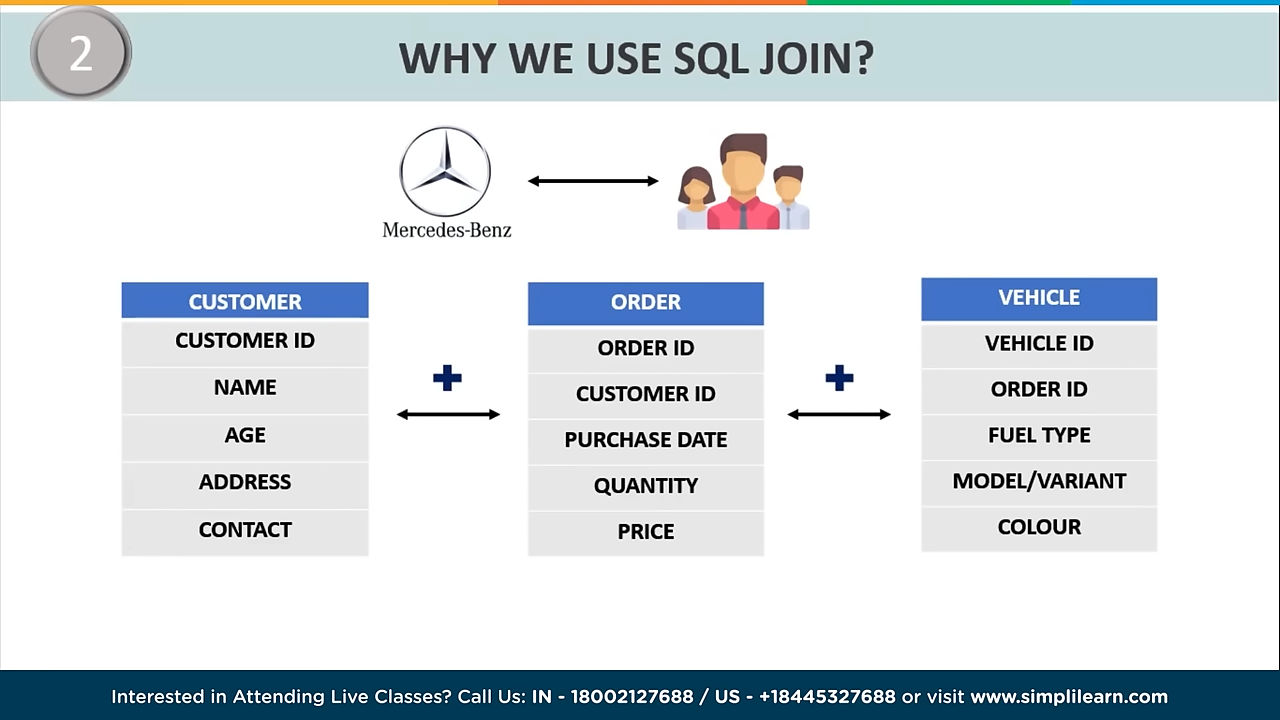 2
WHY WE USE SQL JOIN?
Mercedes-Benz
CUSTOMER
CUSTOMER ID
NAME
AGE
ADDRESS
CONTACT
ORDER
ORDER ID
CUSTOMER ID
PURCHASE DATE
QUANTITY
PRICE
VEHICLE
VEHICLE ID
ORDER ID
FUEL TYPE
MODEL/VARIANT
COLOUR
Interested in Attending Live Classes? Call Us: IN - 18002127688 / US - +18445327688 or visit www.simplilearn.com